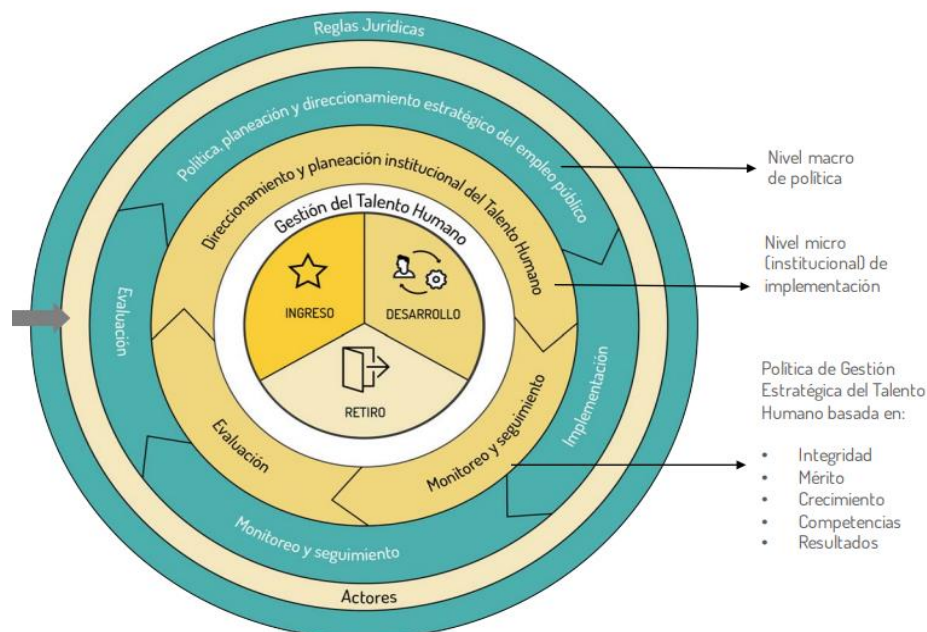 Reglas Jurídicas
Política, planeación y direccionamiento estratégico del empleo público
Direccionamiento y planeación institucional del Talento Humano
Gestión del Talento Humano
INGRESO
DESARROLLO
RETIRO
Evaluación
Evaluación
Monitoreo y seguimiento
Implementación
Monitoreo y seguimiento
Actores
Nivel macro
de política
Nivel micro
(institucional) de
implementación
Política de Gestión
Estratégica del Talento
Humano basada en:
• Integridad
• Mérito
• Crecimiento
• Competencias
• Resultados